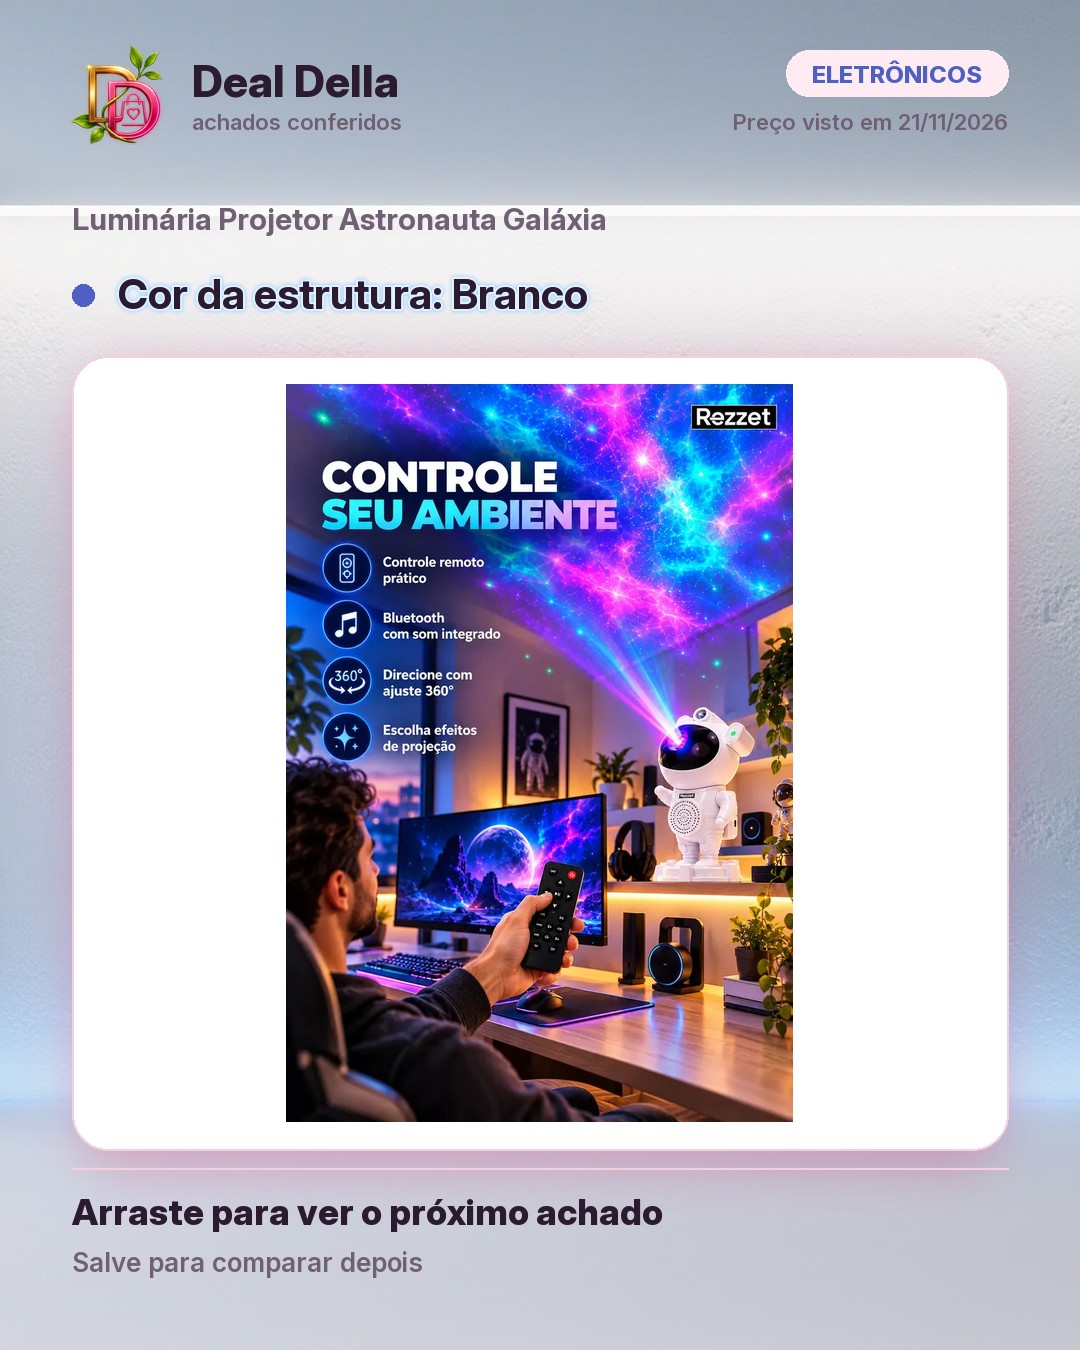 Deal Della
achados conferidos
ELETRÔNICOS
Preço visto em 21/11/2026
Luminária Projetor Astronauta Galáxia
Cor da estrutura: Branco
Rezzet
CONTROLE
SEU AMBIENTE
Controle remoto
prático
Bluetooth
com som integrado
360°
Direcione com
ajuste 360°
Escolha efeitos
de projeção
Rezzet
Arraste para ver o próximo achado
Salve para comparar depois